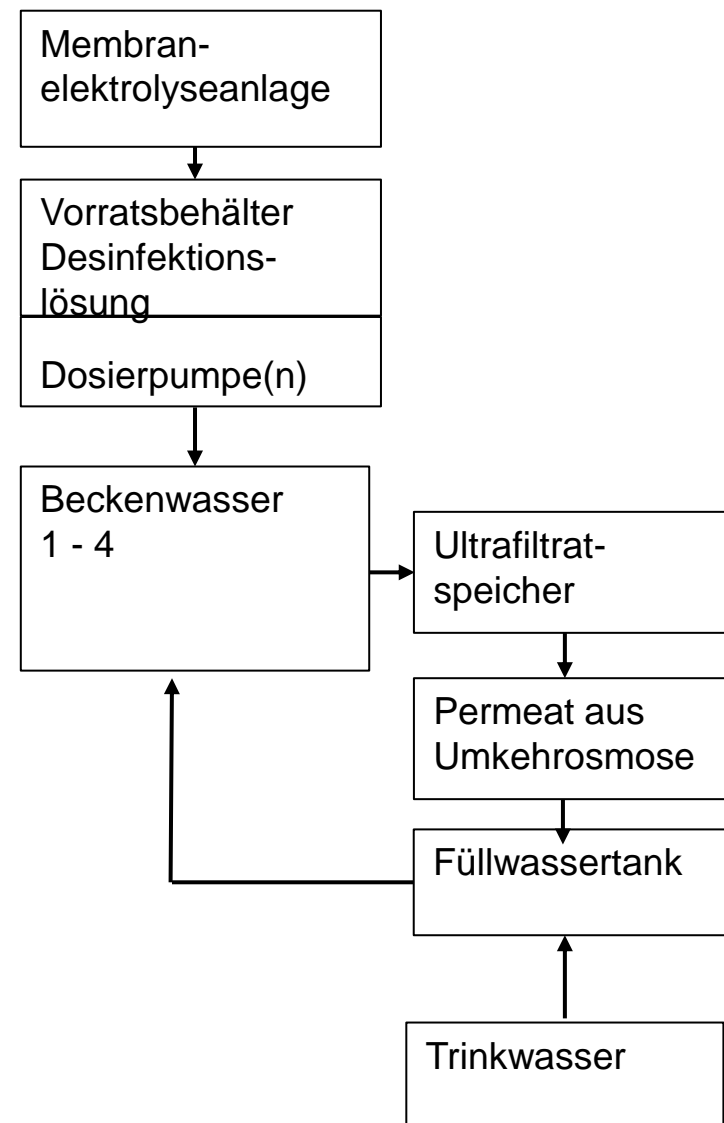 Membran-
elektrolyseanlage
Vorratsbehälter
Desinfektions-
lösung
Dosierpumpe(n)
Beckenwasser
1 - 4
Ultrafiltrat-
speicher
Permeat aus
Umkehrosmose
Füllwassertank
Trinkwasser